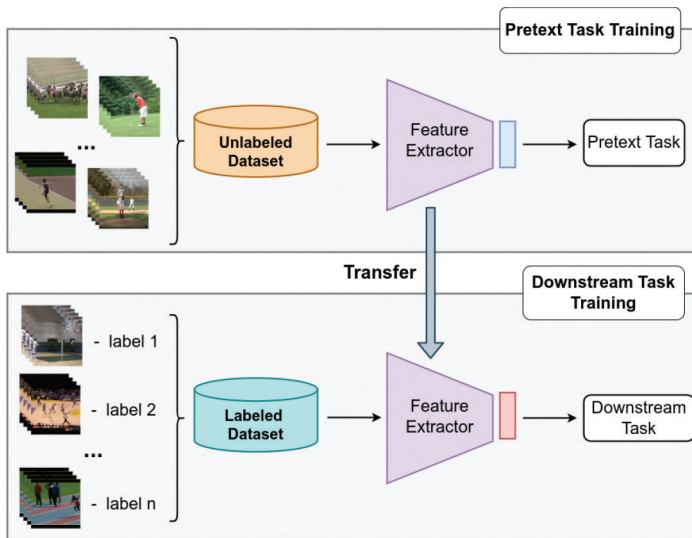 Pretext Task Training
...
Unlabeled
Dataset
Feature
Extractor
Pretext Task
Transfer
Downstream Task
Training
- label 1
- label 2
...
- label n
Labeled
Dataset
Feature
Extractor
Downstream
Task